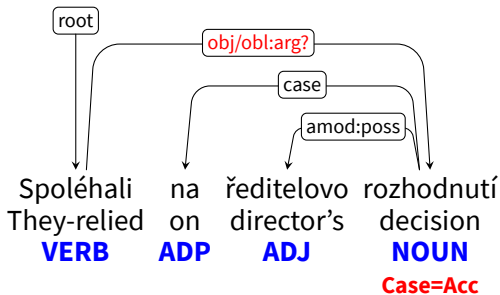 root
obj/obl:arg?
case
amod:poss
Spoléhali na ředitelovo rozhodnutí
They-relied on director's decision
VERB ADP ADJ NOUN
Case=Acc